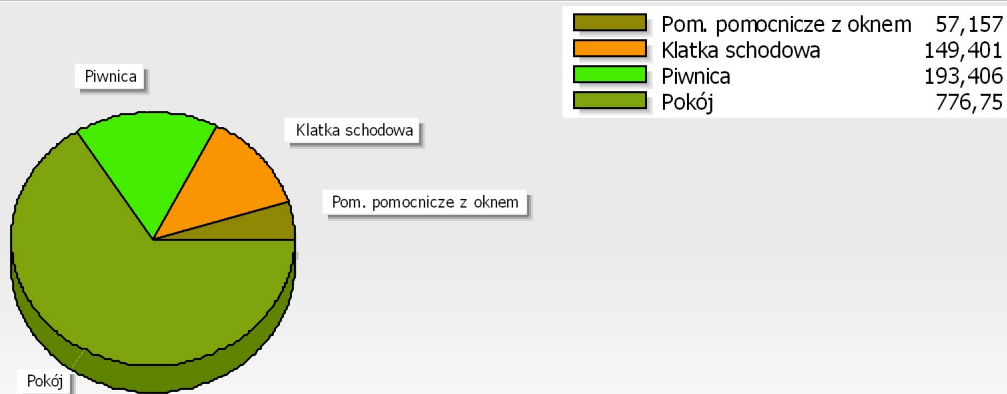 Pom. pomocnicze z oknem 57,157
Klatka schodowa 149,401
Piwnica 193,406
Pokój 776,75
Piwnica
Klatka schodowa
Pom. pomocnicze z oknem
Pokój